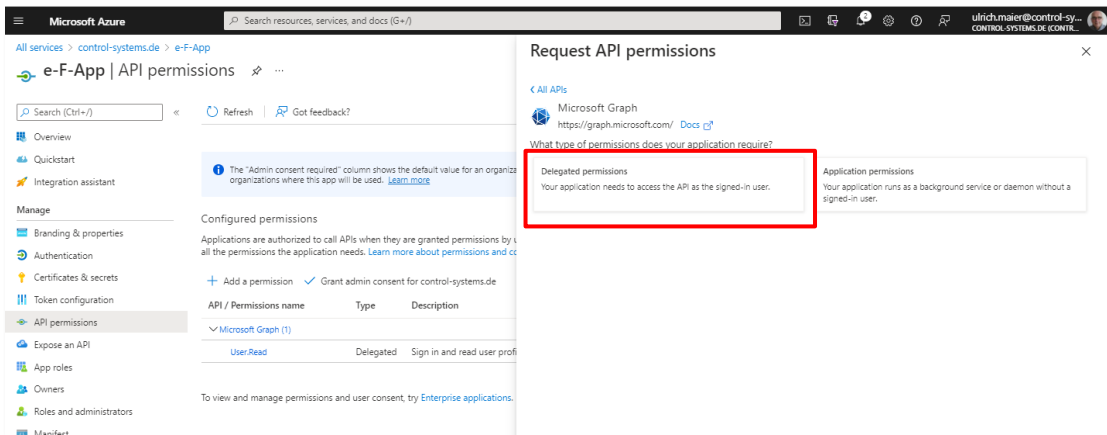 Microsoft Azure
Search resources, services, and docs (G+/)
2
ulrich.maier@control-sy...
CONTROL-SYSTEMS.DE (CONTR...
All services > control-systems.de > e-F-App
e-F-App | API permissions
Search (Ctrl+/)
Overview
Quickstart
Integration assistant
Manage
Branding & properties
Authentication
Certificates & secrets
Token configuration
API permissions
Expose an API
App roles
Owners
Roles and administrators
Manifest
Refresh
Got feedback?
The "Admin consent required" column shows the default value for an organiza
organizations where this app will be used. Learn more
Configured permissions
Applications are authorized to call APIs when they are granted permissions by u
all the permissions the application needs. Learn more about permissions and co
+ Add a permission
Grant admin consent for control-systems.de
API / Permissions name Type Description
Microsoft Graph (1)
User.Read Delegated Sign in and read user profi
To view and manage permissions and user consent, try Enterprise applications.
Request API permissions
All APIs
Microsoft Graph
https://graph.microsoft.com/ Docs
What type of permissions does your application require?
Delegated permissions
Your application needs to access the API as the signed-in user.
Application permissions
Your application runs as a background service or daemon without a
signed-in user.